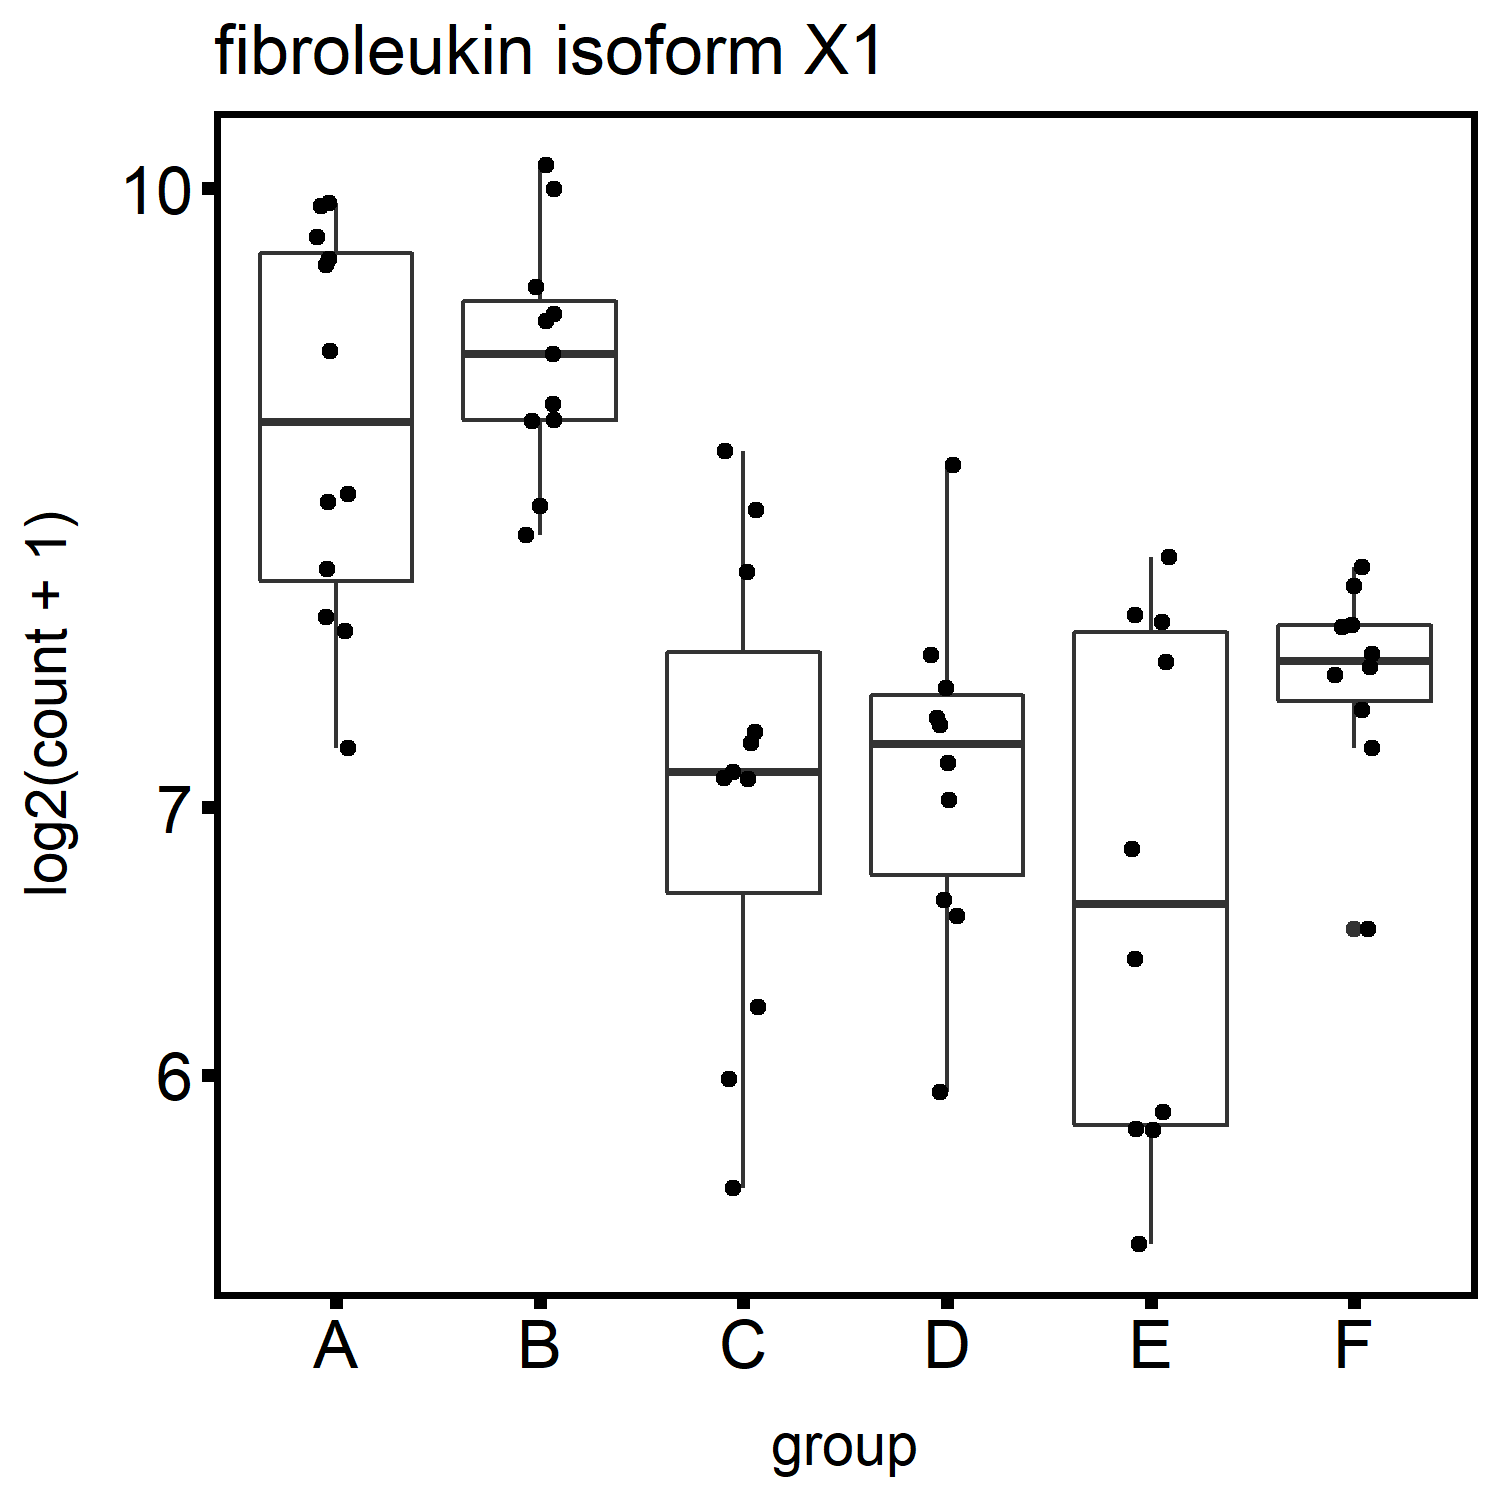 fibroleukin isoform X1
log2(count + 1)
10
7
6
A B C D E F
group